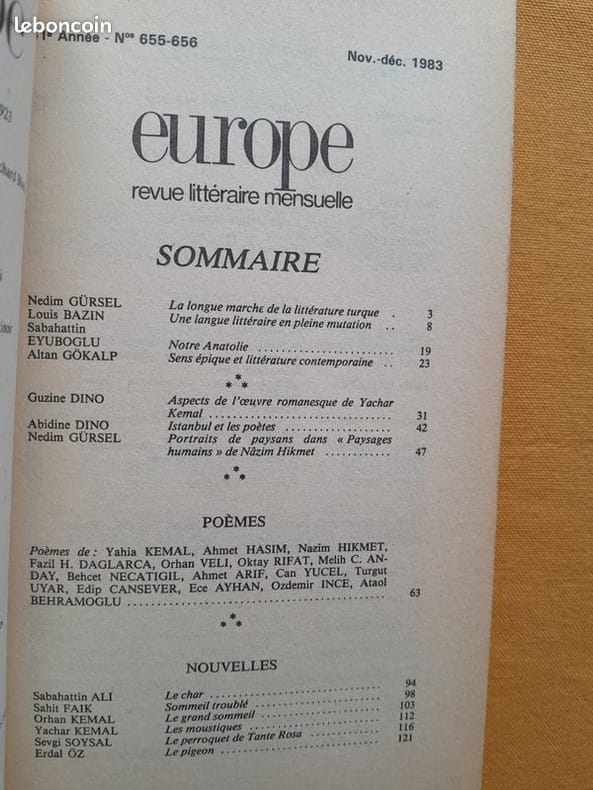 leboncoin
1e Année - Nos 655-656
Nov.-déc. 1983
europe
revue littéraire mensuelle
SOMMAIRE
Nedim GÜRSEL La longue marche de la littérature turque . 3
Louis BAZIN Une langue littéraire en pleine mutation .. 8
Sabahattin
EYUBOGLU Notre Anatolie ........................ 19
Altan GÖKALP Sens épique et littérature contemporaine .. 23
* * *
Guzine DINO Aspects de l'œuvre romanesque de Yachar
Kemal ................................ 31
Abidine DINO Istanbul et les poètes .................. 42
Nedim GÜRSEL Portraits de paysans dans « Paysages
humains » de Nâzim Hikmet ............ 47
* * *
POÈMES
Poèmes de : Yahia KEMAL, Ahmet HASIM, Nazim HIKMET,
Fazil H. DAGLARCA, Orhan VELI, Oktay RIFAT, Melih C. AN-
DAY, Behcet NECATIGIL, Ahmet ARIF, Can YUCEL, Turgut
UYAR, Edip CANSEVER, Ece AYHAN, Ozdemir INCE, Ataol
BEHRAMOGLU ........................................ 63
* * *
NOUVELLES
Sabahattin ALI Le char ................................ 94
Sahit FAIK Sommeil troublé ........................ 98
Orhan KEMAL Le grand sommeil ...................... 103
Yachar KEMAL Les moustiques ........................ 112
Sevgi SOYSAL Le perroquet de Tante Rosa ............ 116
Erdal ÖZ Le pigeon .............................. 121